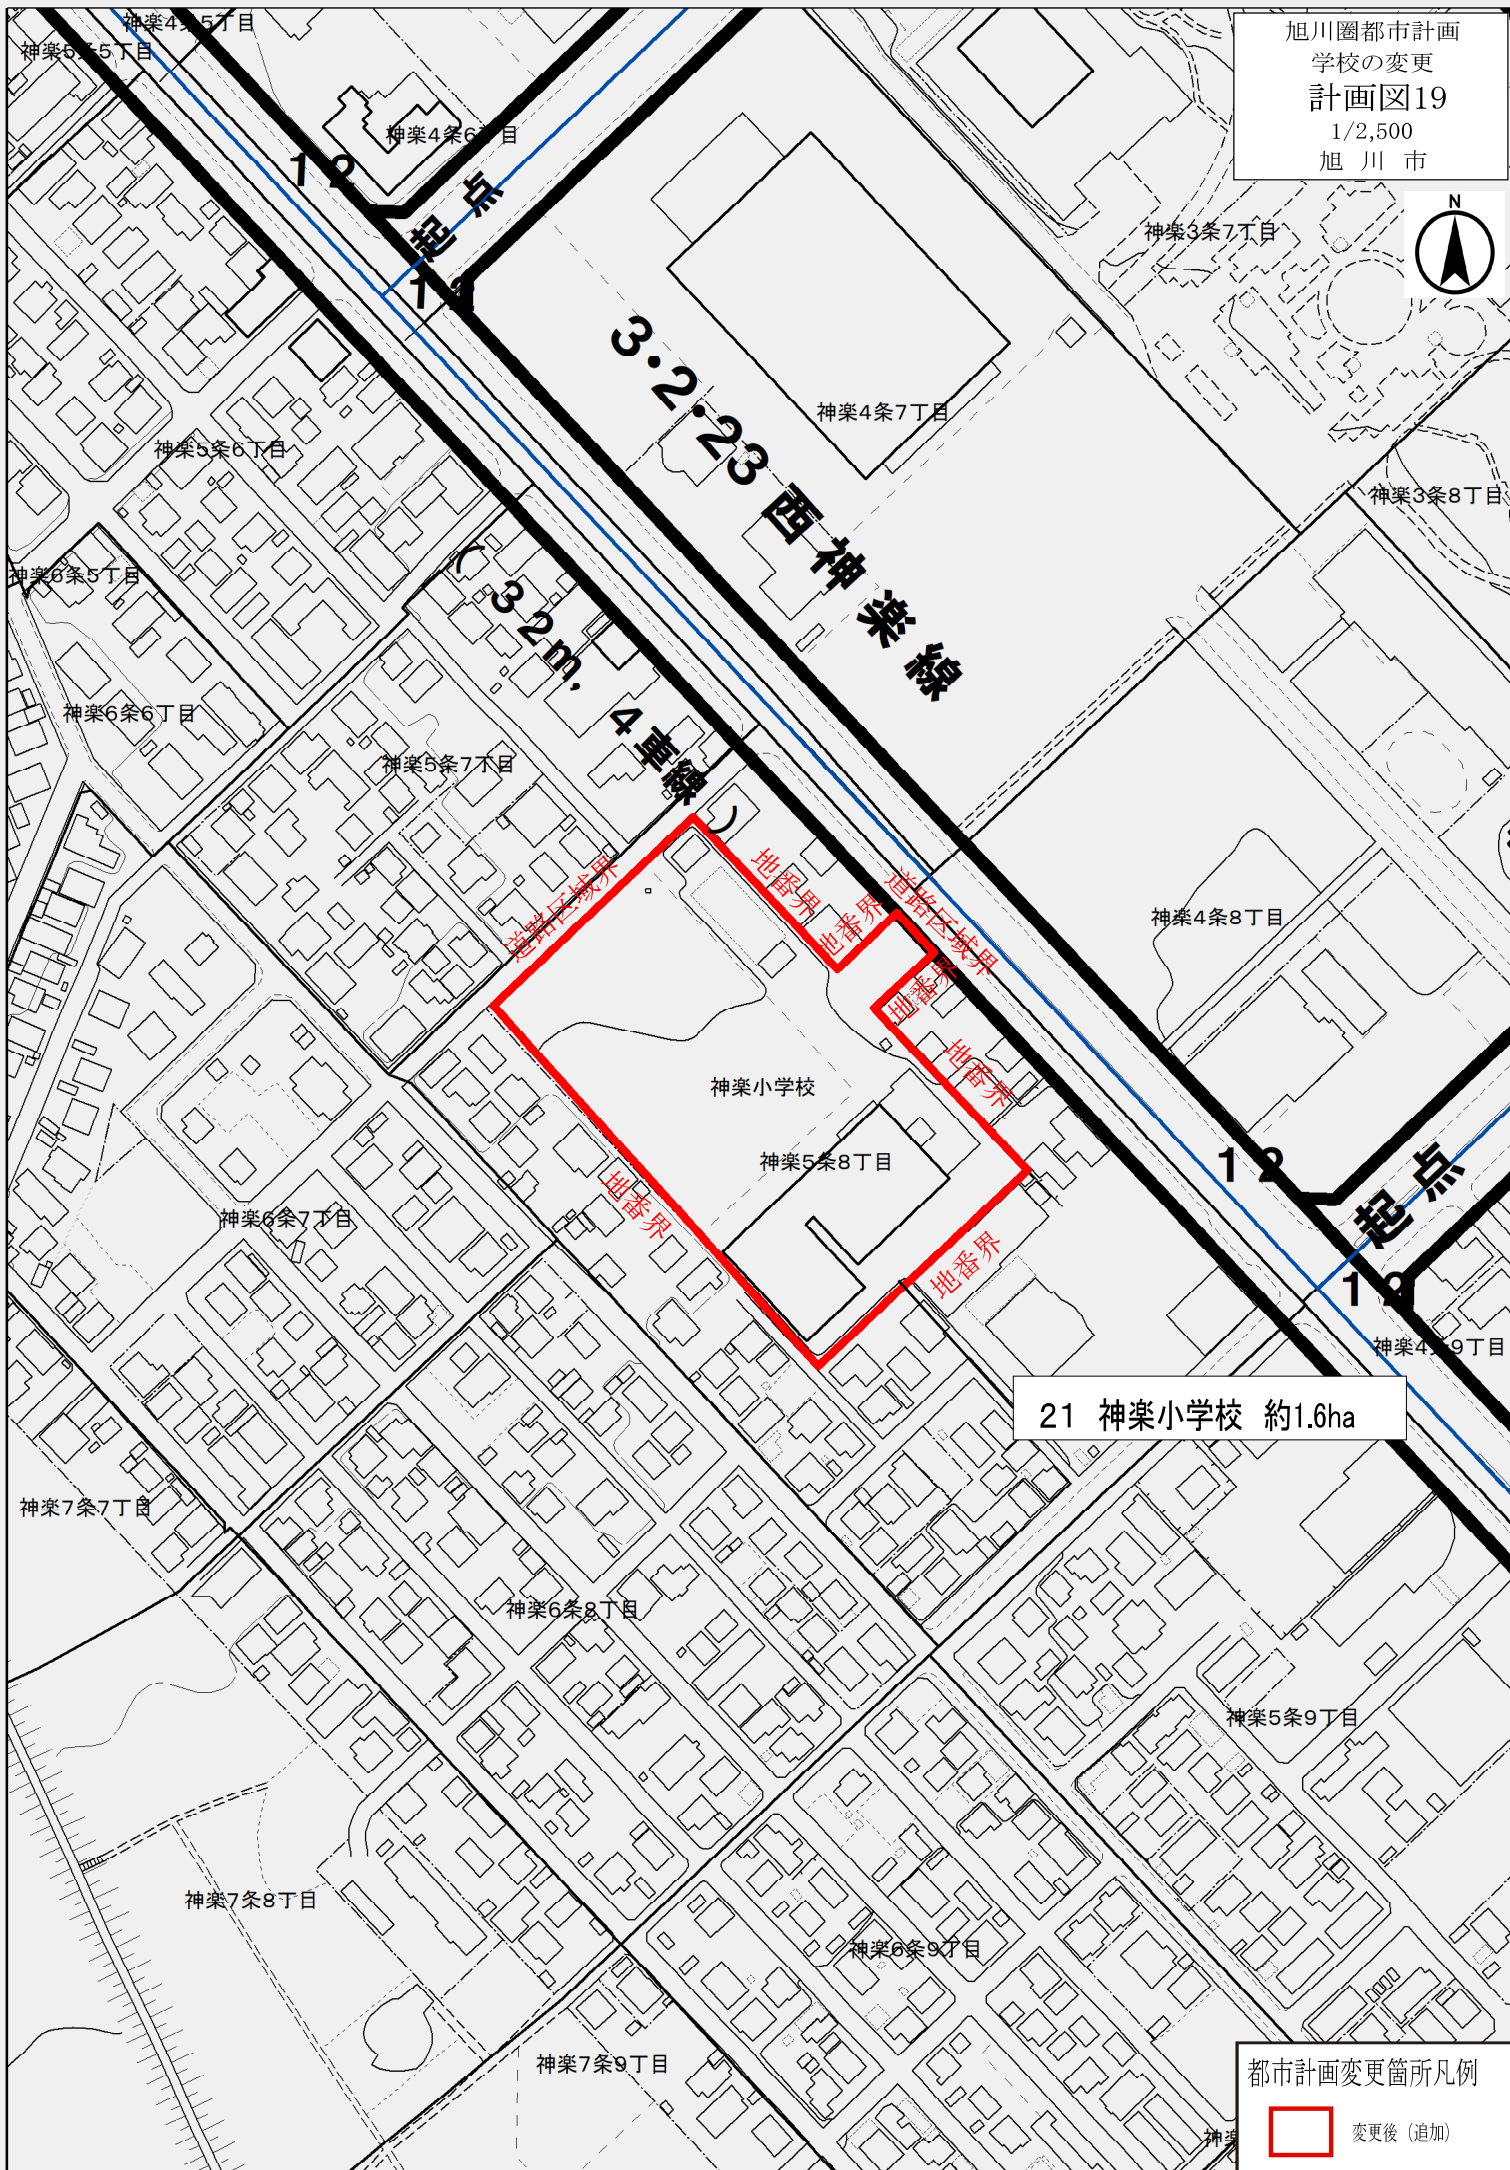 旭川圏都市計画
学校の変更
計画図19
1/2,500
旭川市
N
神楽4条5丁目
神楽5条5丁目
神楽4条6丁目
12
起点
12
神楽3条7丁目
3・2・23 西神楽線
神楽4条7丁目
神楽5条6丁目
神楽3条8丁目
神楽6条5丁目
（32m, 4車線）
神楽6条6丁目
神楽5条7丁目
道路区域界
地番界
地番界
道路区域界
地番界
神楽4条8丁目
地番界
神楽小学校
神楽5条8丁目
地番界
地番界
神楽6条7丁目
12
起点
12
神楽4条9丁目
21 神楽小学校 約1.6ha
神楽7条7丁目
神楽6条8丁目
神楽5条9丁目
神楽7条8丁目
神楽6条9丁目
神楽7条9丁目
都市計画変更箇所凡例
変更後（追加）
神楽